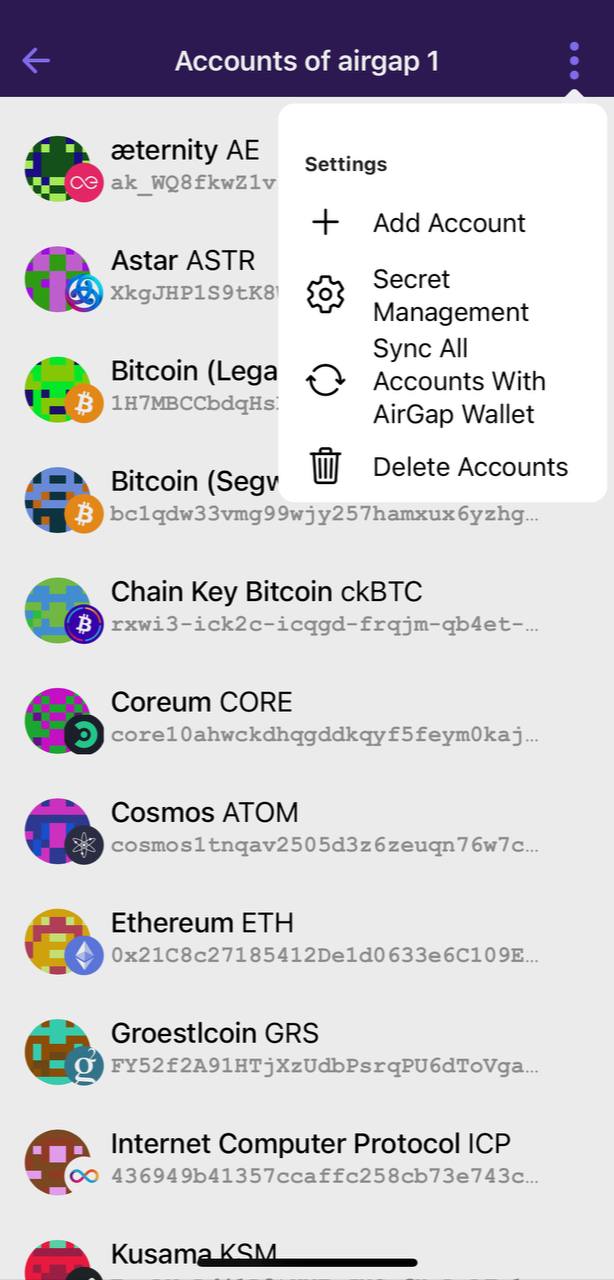 Accounts of airgap 1
æternity AE
ak_WQ8fkwZ1v
Settings
Add Account
Astar ASTR
XkgJHP1S9tK8
Secret
Management
Bitcoin (Lega
1H7MBCCbdqHs
Sync All
Accounts With
AirGap Wallet
Bitcoin (Segw
Delete Accounts
bc1qdw33vmg99wjy257hamxux6yzhg…
Chain Key Bitcoin ckBTC
rxwi3-ick2c-icqgd-frqjm-qb4et-…
Coreum CORE
core10ahwckdhqgddkqyf5feym0kaj…
Cosmos ATOM
cosmos1tnqav2505d3z6zeuqn76w7c…
Ethereum ETH
0x21C8c27185412De1d0633e6C109E…
Groestlcoin GRS
FY52f2A91HTjXzUdbPsrqPU6dToVga…
Internet Computer Protocol ICP
436949b41357ccaffc258cb73e743c…
Kusama KSM